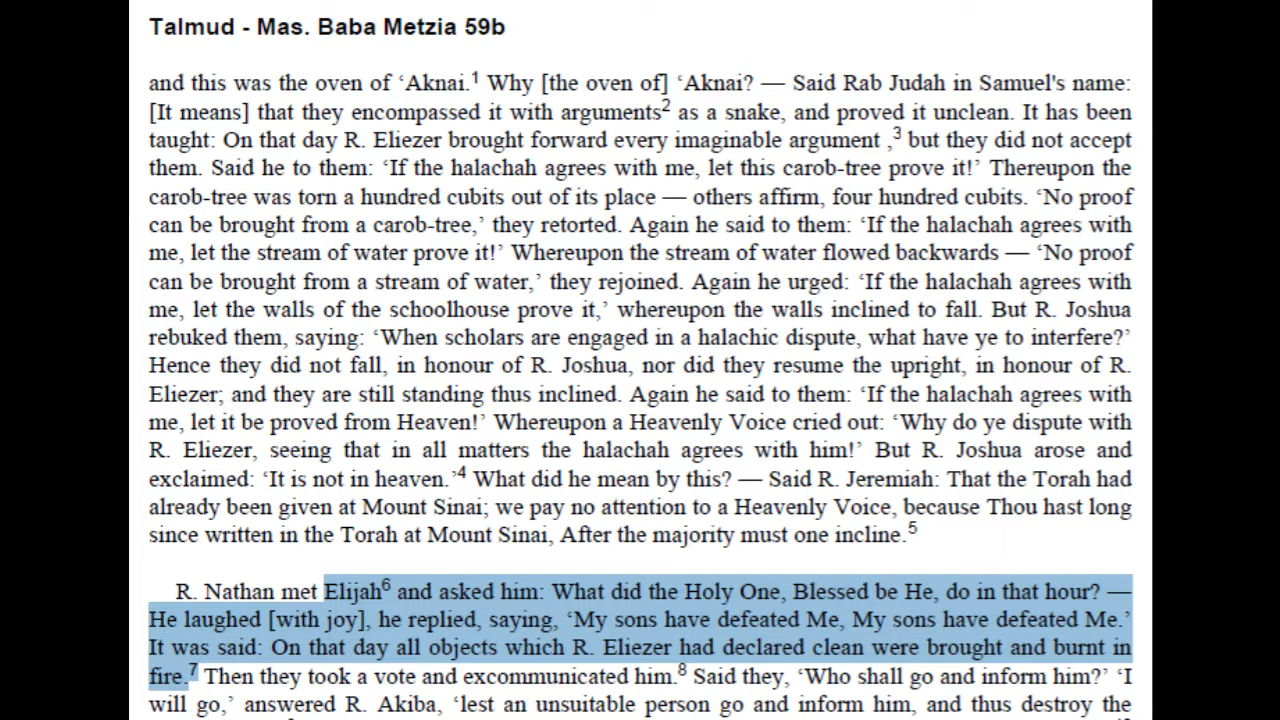 Talmud - Mas. Baba Metzia 59b
and this was the oven of ‘Aknai.1 Why [the oven of] ‘Aknai? — Said Rab Judah in Samuel's name:
[It means] that they encompassed it with arguments2 as a snake, and proved it unclean. It has been
taught: On that day R. Eliezer brought forward every imaginable argument ,3 but they did not accept
them. Said he to them: ‘If the halachah agrees with me, let this carob-tree prove it!’ Thereupon the
carob-tree was torn a hundred cubits out of its place — others affirm, four hundred cubits. ‘No proof
can be brought from a carob-tree,’ they retorted. Again he said to them: ‘If the halachah agrees with
me, let the stream of water prove it!’ Whereupon the stream of water flowed backwards — ‘No proof
can be brought from a stream of water,’ they rejoined. Again he urged: ‘If the halachah agrees with
me, let the walls of the schoolhouse prove it,’ whereupon the walls inclined to fall. But R. Joshua
rebuked them, saying: ‘When scholars are engaged in a halachic dispute, what have ye to interfere?’
Hence they did not fall, in honour of R. Joshua, nor did they resume the upright, in honour of R.
Eliezer; and they are still standing thus inclined. Again he said to them: ‘If the halachah agrees with
me, let it be proved from Heaven!’ Whereupon a Heavenly Voice cried out: ‘Why do ye dispute with
R. Eliezer, seeing that in all matters the halachah agrees with him!’ But R. Joshua arose and
exclaimed: ‘It is not in heaven.’4 What did he mean by this? — Said R. Jeremiah: That the Torah had
already been given at Mount Sinai; we pay no attention to a Heavenly Voice, because Thou hast long
since written in the Torah at Mount Sinai, After the majority must one incline.5
R. Nathan met Elijah6 and asked him: What did the Holy One, Blessed be He, do in that hour? —
He laughed [with joy], he replied, saying, ‘My sons have defeated Me, My sons have defeated Me.’
It was said: On that day all objects which R. Eliezer had declared clean were brought and burnt in
fire.7 Then they took a vote and excommunicated him.8 Said they, ‘Who shall go and inform him?’ ‘I
will go,’ answered R. Akiba, ‘lest an unsuitable person go and inform him, and thus destroy the